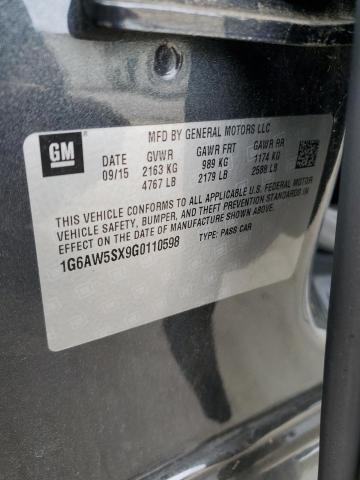 MFD BY GENERAL MOTORS LLC
GM
DATE GVWR GAWR FRT GAWR RR
09/15 2163 KG 989 KG 1174 KG
4767 LB 2179 LB 2588 LB
THIS VEHICLE CONFORMS TO ALL APPLICABLE U.S. FEDERAL MOTOR
VEHICLE SAFETY, BUMPER, AND THEFT PREVENTION STANDARDS IN
EFFECT ON THE DATE OF MANUFACTURE SHOWN ABOVE.
1G6AW5SX9G0110598 TYPE: PASS CAR